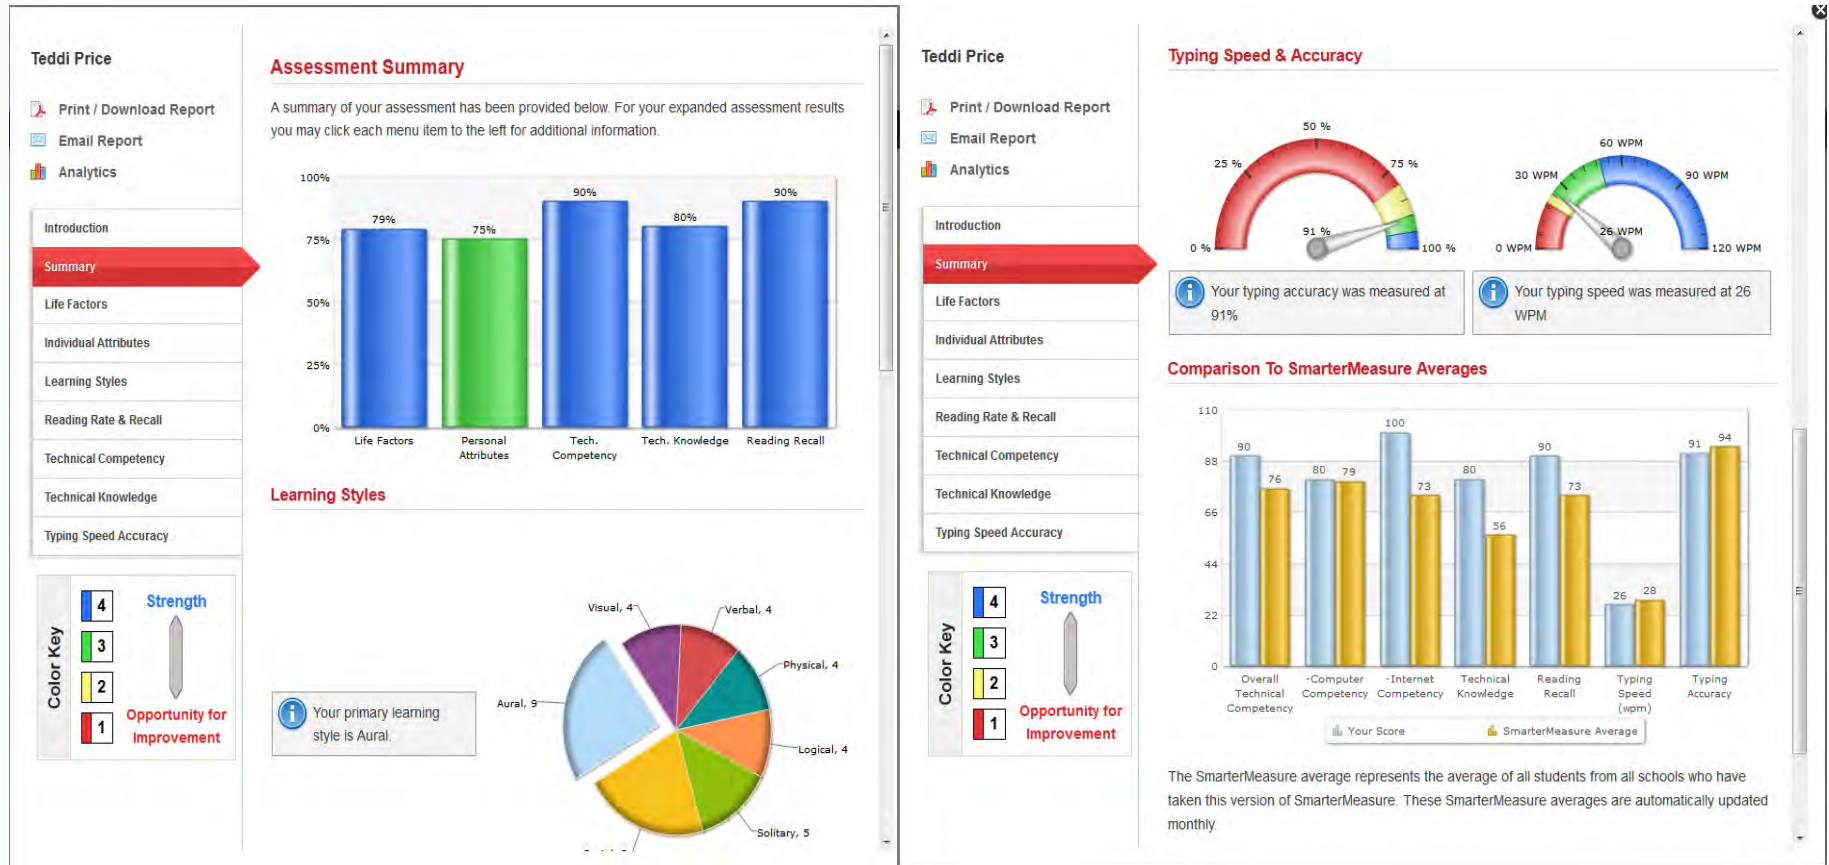 Teddi Price
Print / Download Report
Email Report
Analytics
Introduction
Summary
Life Factors
Individual Attributes
Learning Styles
Reading Rate & Recall
Technical Competency
Technical Knowledge
Typing Speed Accuracy
Color Key
4
3
2
1
Strength
Opportunity for
Improvement
Assessment Summary
A summary of your assessment has been provided below. For your expanded assessment results
you may click each menu item to the left for additional information.
100%
75%
50%
25%
0%
79%
75%
90%
80%
90%
Life Factors
Personal
Attributes
Tech.
Competency
Tech. Knowledge
Reading Recall
Learning Styles
Your primary learning
style is Aural.
Visual, 4
Verbal, 4
Physical, 4
Logical, 4
Solitary, 5
Aural, 9
Teddi Price
Print / Download Report
Email Report
Analytics
Introduction
Summary
Life Factors
Individual Attributes
Learning Styles
Reading Rate & Recall
Technical Competency
Technical Knowledge
Typing Speed Accuracy
Color Key
4
3
2
1
Strength
Opportunity for
Improvement
Typing Speed & Accuracy
0 %
25 %
50 %
75 %
100 %
91 %
0 WPM
30 WPM
60 WPM
90 WPM
120 WPM
26 WPM
Your typing accuracy was measured at
91%
Your typing speed was measured at 26
WPM
Comparison To SmarterMeasure Averages
110
88
66
44
22
0
90
76
80
79
100
73
80
56
90
73
26
28
91
94
Overall
Technical
Competency
-Computer
Competency
-Internet
Competency
Technical
Knowledge
Reading
Recall
Typing
Speed
(wpm)
Typing
Accuracy
Your Score
SmarterMeasure Average
The SmarterMeasure average represents the average of all students from all schools who have
taken this version of SmarterMeasure. These SmarterMeasure averages are automatically updated
monthly.